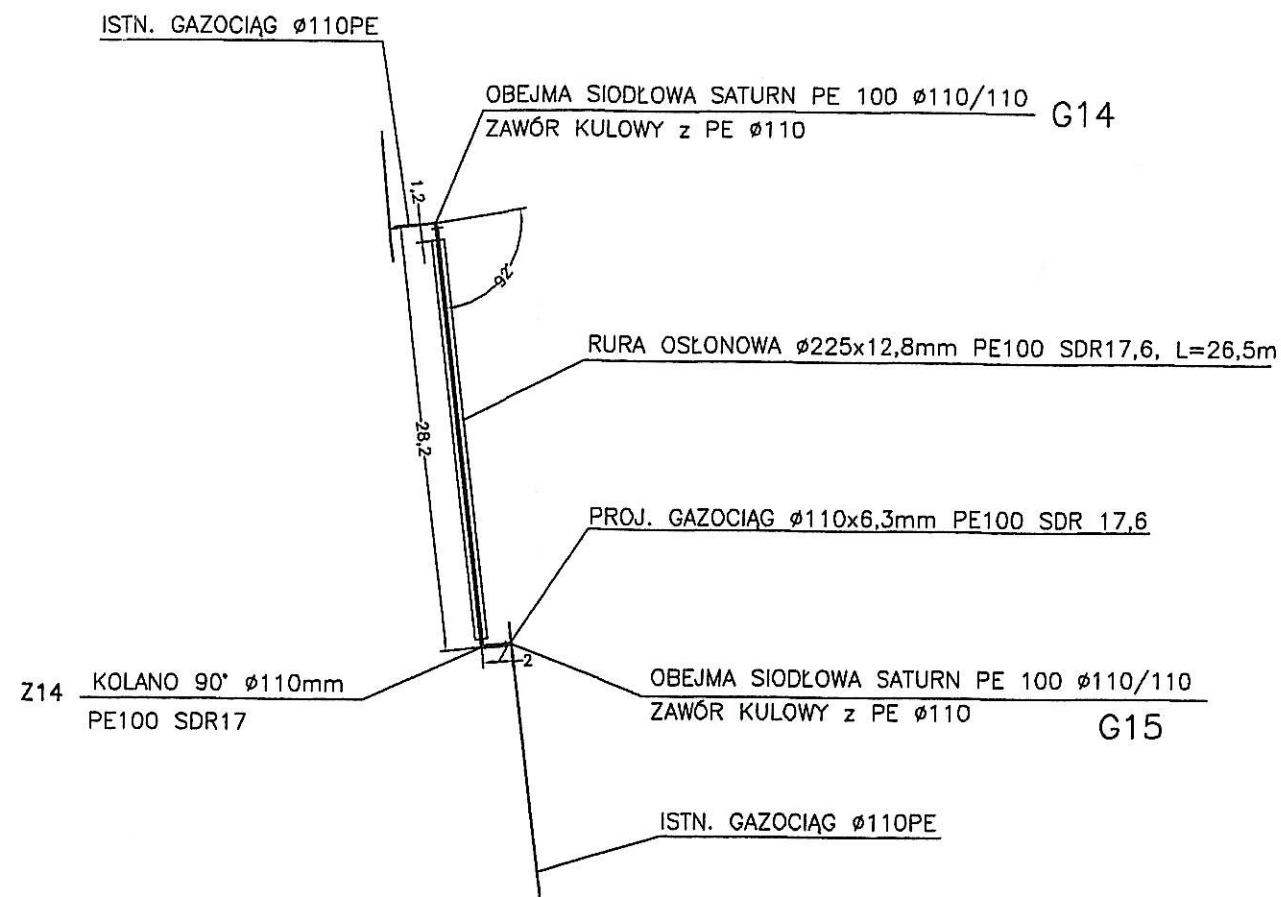 ISTN. GAZOCIĄG ø110PE
OBEJMA SIODŁOWA SATURN PE 100 ø110/110
ZAWÓR KULOWY z PE ø110
G14
1,2
92°
RURA OSŁONOWA ø225x12,8mm PE100 SDR17,6, L=26,5m
28,2
PROJ. GAZOCIĄG ø110x6,3mm PE100 SDR 17,6
2
Z14
KOLANO 90° ø110mm
PE100 SDR17
OBEJMA SIODŁOWA SATURN PE 100 ø110/110
ZAWÓR KULOWY z PE ø110
G15
ISTN. GAZOCIĄG ø110PE